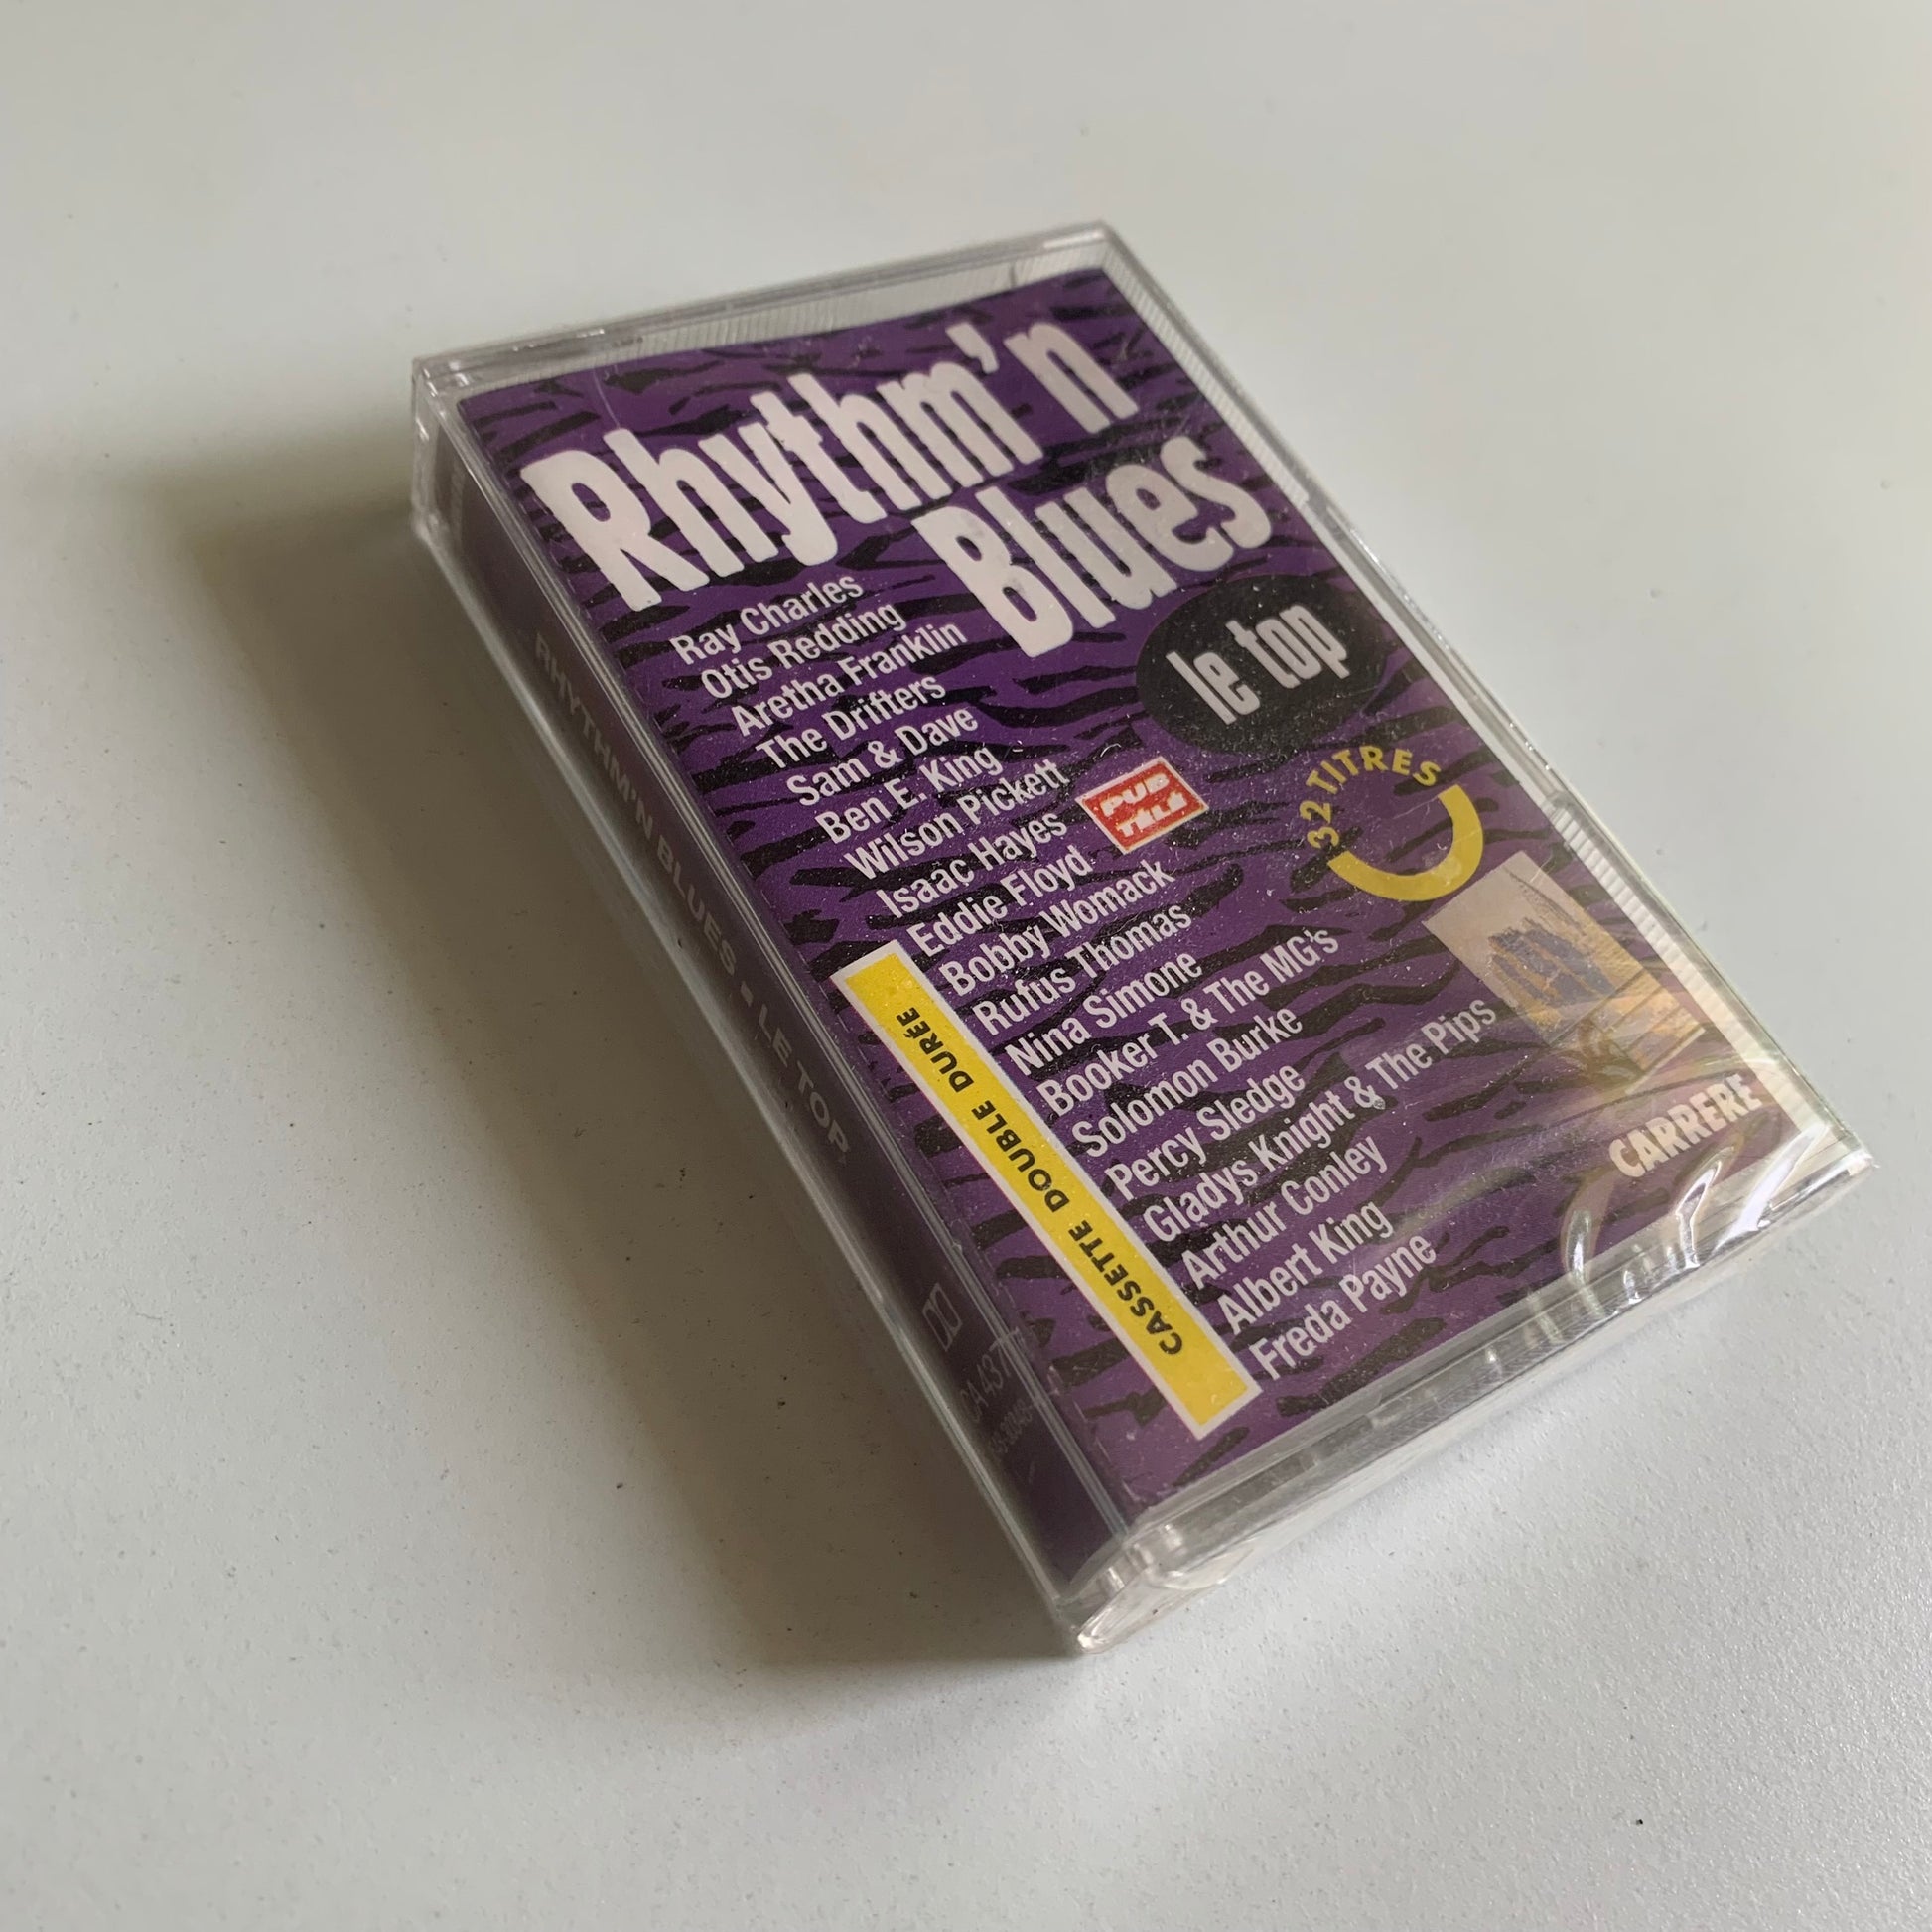 Rhythm'n
Blues
le top
Ray Charles
Otis Redding
Aretha Franklin
The Drifters
Sam & Dave
Ben E. King
Wilson Pickett
Isaac Hayes
Eddie Floyd
Bobby Womack
Rufus Thomas
Nina Simone
Booker T. & The MG's
Solomon Burke
Percy Sledge
Gladys Knight & The Pips
Arthur Conley
Albert King
Freda Payne
PUB
TÉLÉ
32 TITRES
CARRERE
CASSETTE DOUBLE DURÉE
RHYTHM'N BLUES ▪ LE TOP